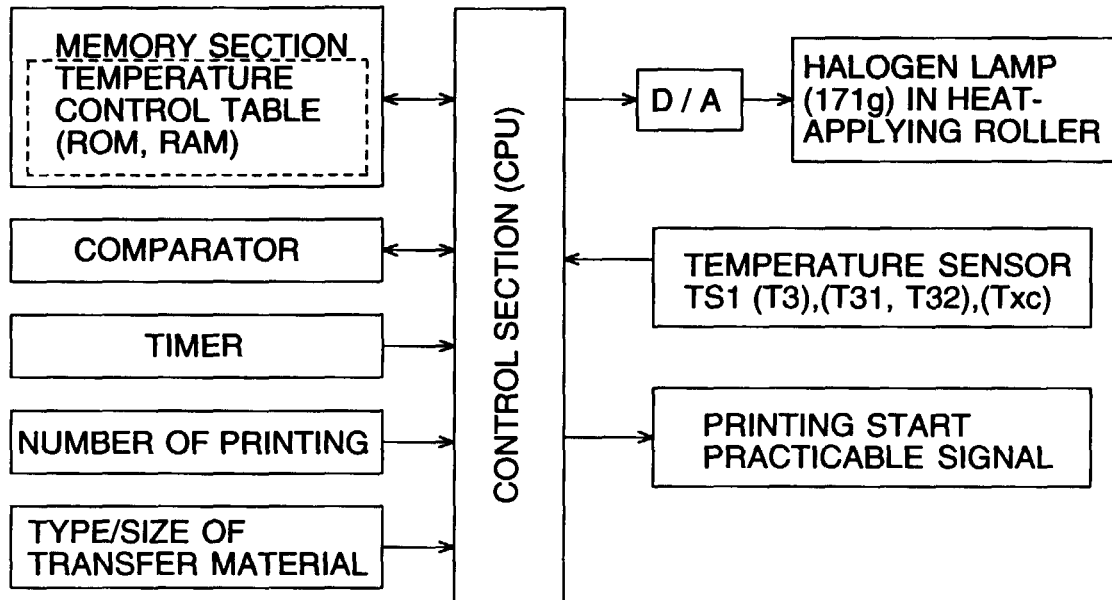 MEMORY SECTION
TEMPERATURE
CONTROL TABLE
(ROM, RAM)
COMPARATOR
TIMER
NUMBER OF PRINTING
TYPE/SIZE OF
TRANSFER MATERIAL
CONTROL SECTION (CPU)
D / A
HALOGEN LAMP
(171g) IN HEAT-
APPLYING ROLLER
TEMPERATURE SENSOR
TS1 (T3),(T31, T32),(Txc)
PRINTING START
PRACTICABLE SIGNAL